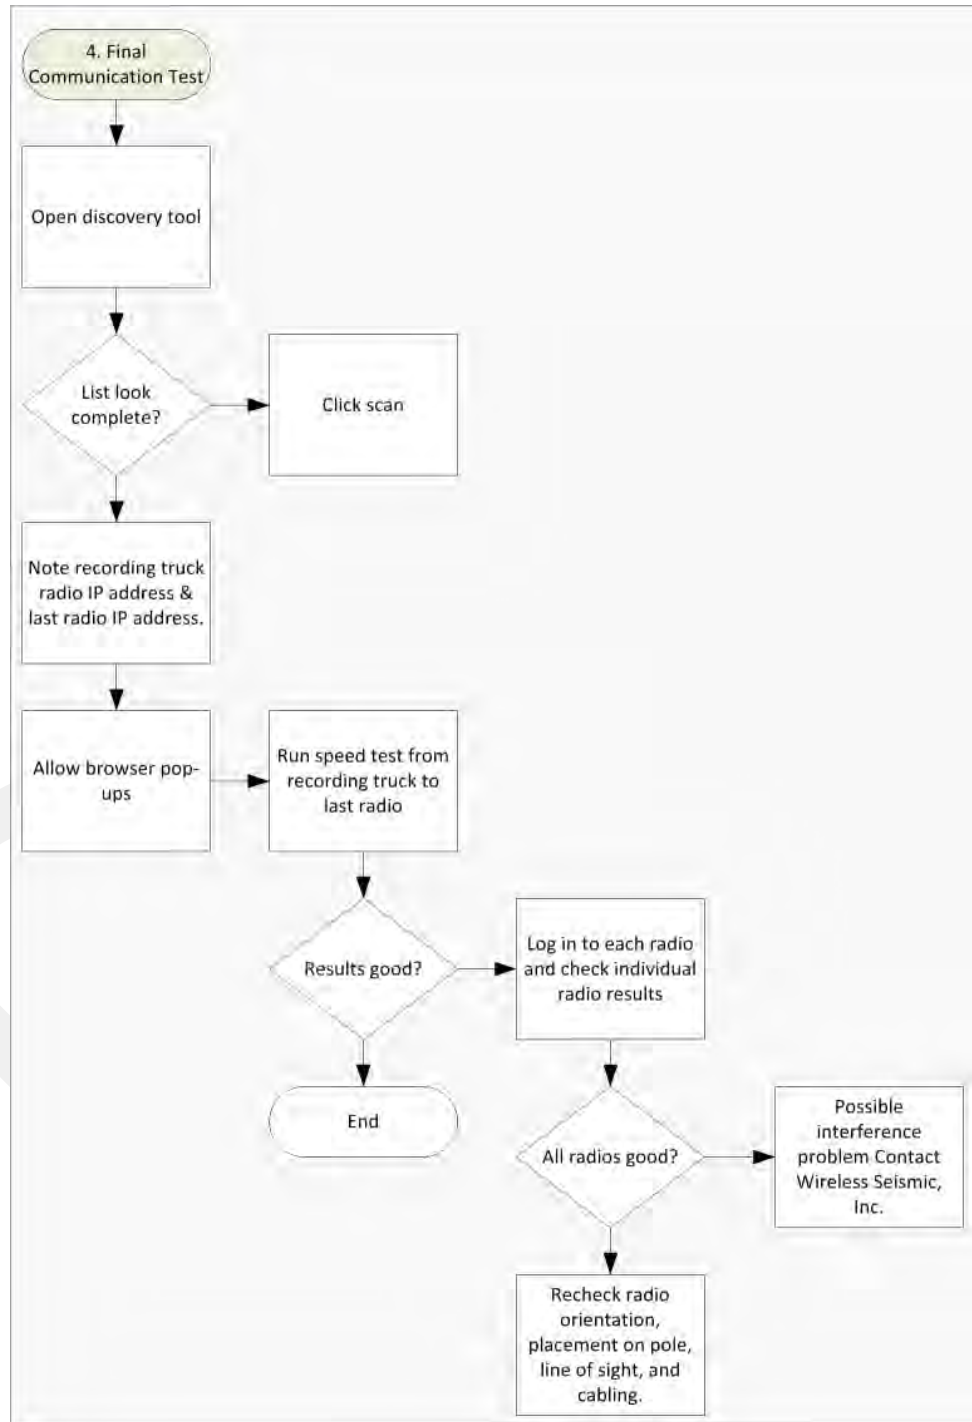 4. Final
Communication Test
Open discovery tool
List look
complete?
Click scan
Note recording truck
radio IP address &
last radio IP address.
Allow browser pop-
ups
Run speed test from
recording truck to
last radio
Results good?
Log in to each radio
and check individual
radio results
End
All radios good?
Possible
interference
problem Contact
Wireless Seismic,
Inc.
Recheck radio
orientation,
placement on pole,
line of sight, and
cabling.